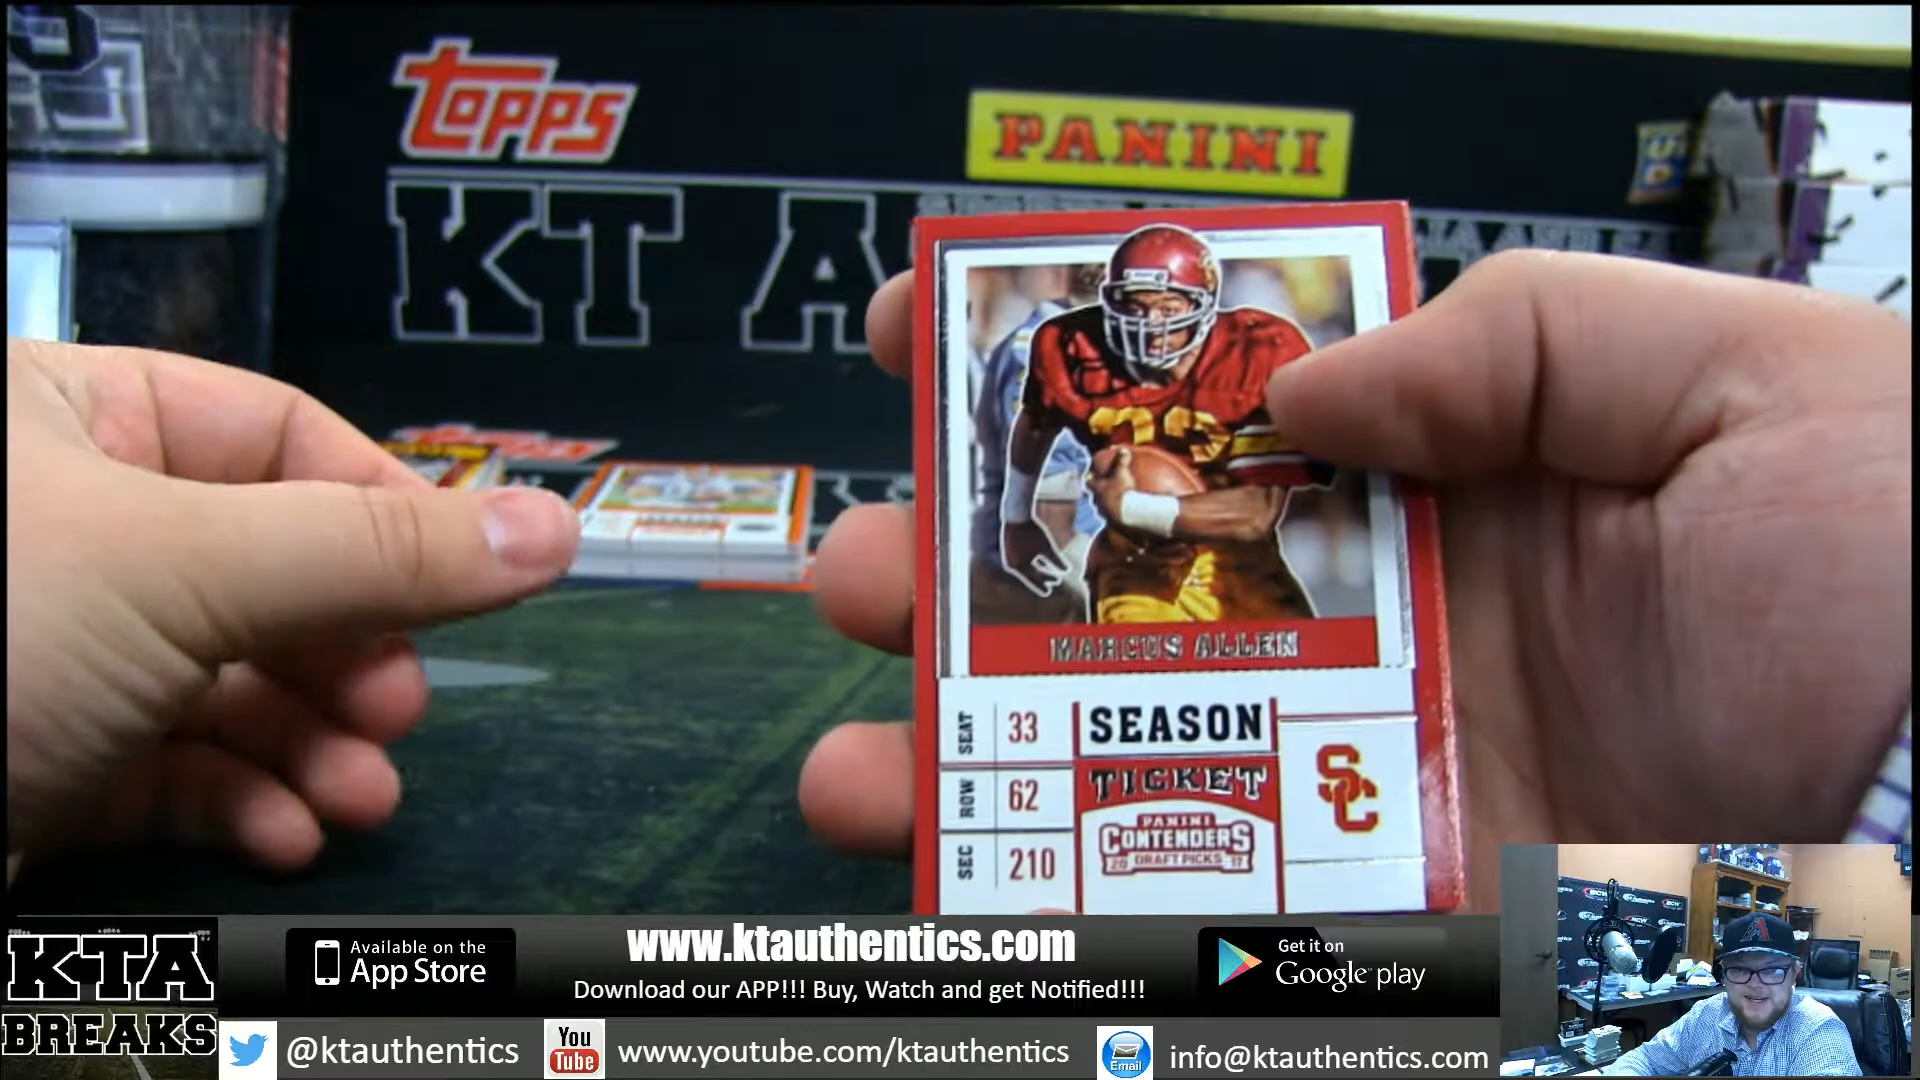 Topps
PANINI
KT A
MARCUS ALLEN
SEAT 33
SEASON
ROW 62
TICKET
PANINI
CONTENDERS
20 DRAFT PICKS 17
SEC 210
SC
KTA
BREAKS
Available on the
App Store
www.ktauthentics.com
Download our APP!!! Buy, Watch and get Notified!!!
Get it on
Google play
@ktauthentics
You
Tube
www.youtube.com/ktauthentics
Email
info@ktauthentics.com